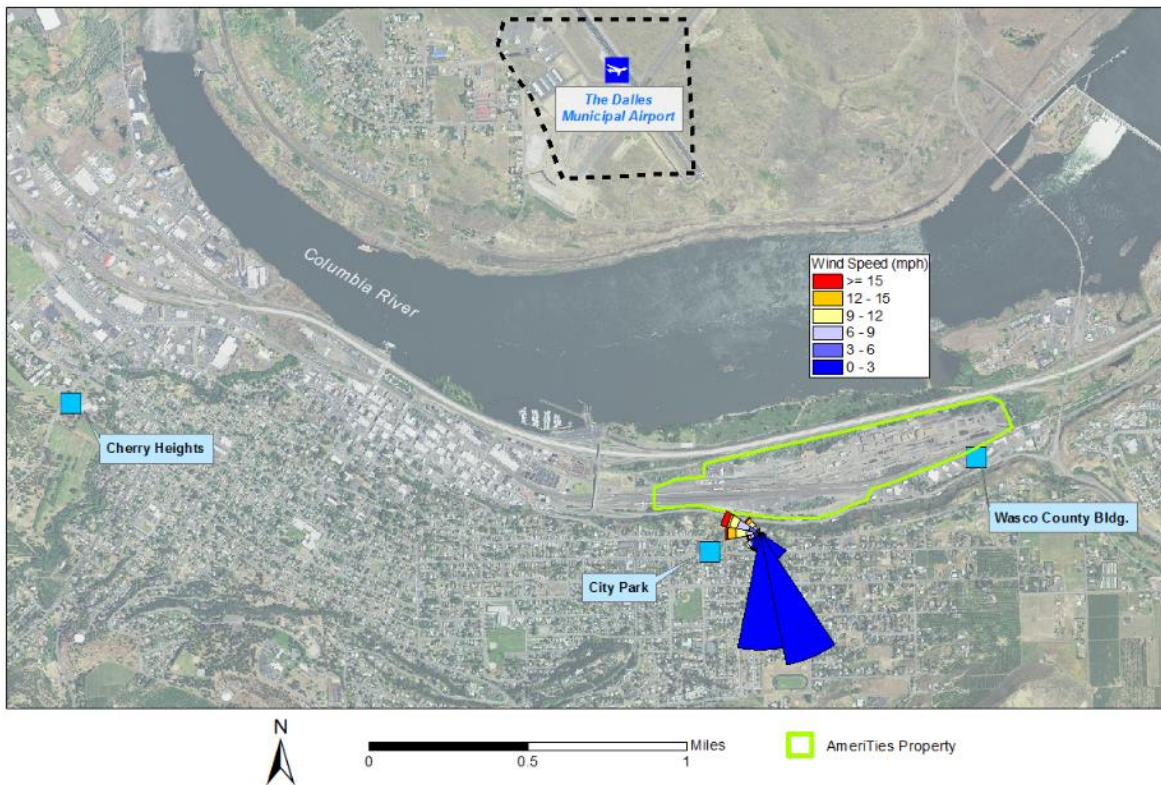 The Dalles
Municipal Airport
Columbia River
Wind Speed (mph)
>= 15
12 - 15
9 - 12
6 - 9
3 - 6
0 - 3
Cherry Heights
Wasco County Bldg.
City Park
N
Miles
0
0.5
1
AmeriTies Property